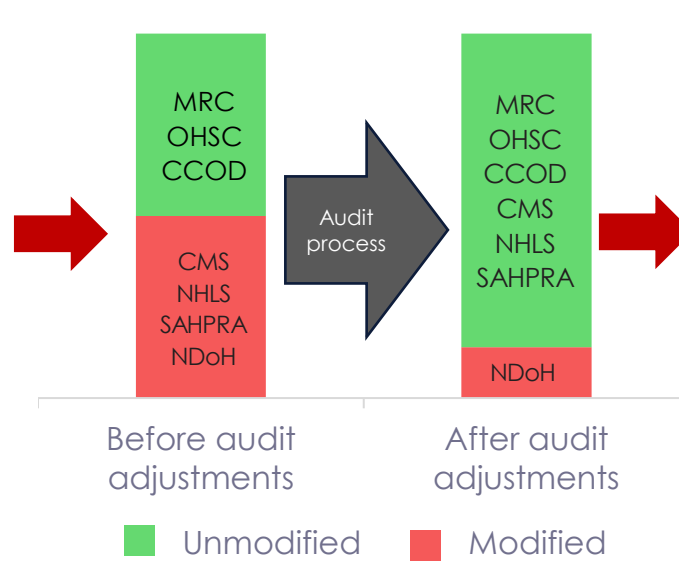 MRC
OHSC
CCOD
CMS
NHLS
SAHPRA
NDoH
Audit
process
MRC
OHSC
CCOD
CMS
NHLS
SAHPRA
NDoH
Before audit
adjustments
After audit
adjustments
Unmodified
Modified